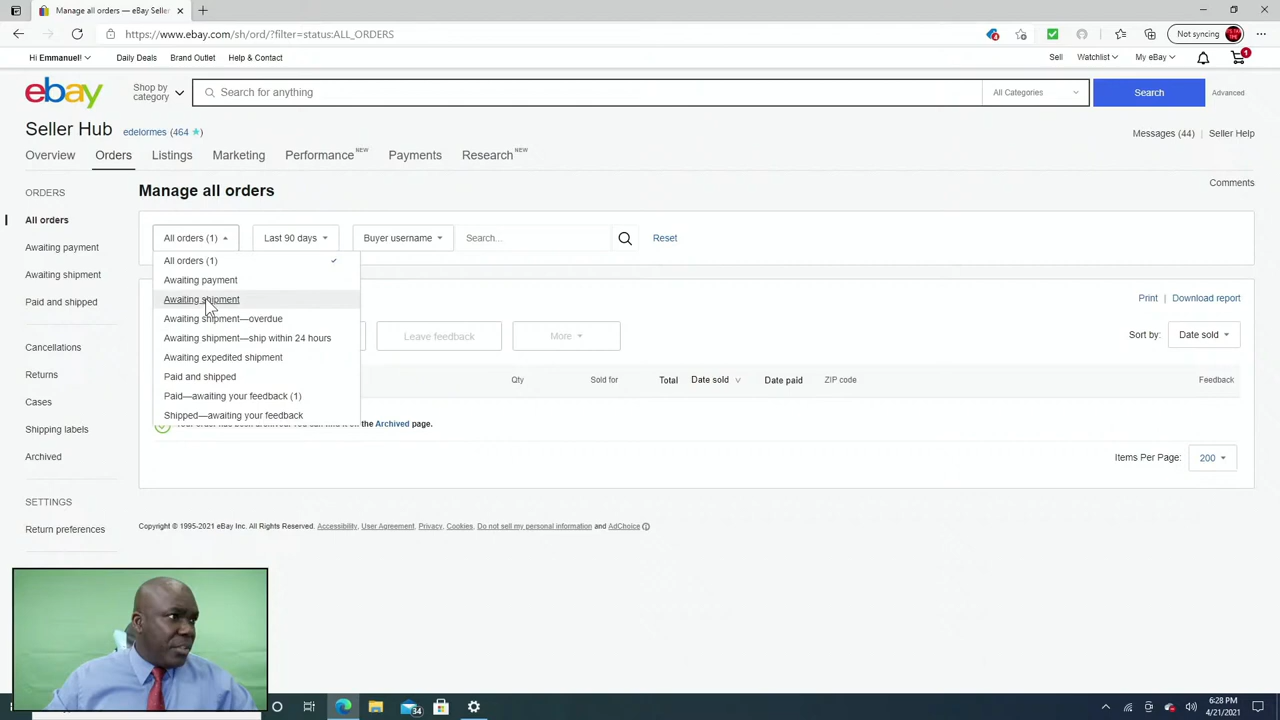 My eBay — eBay Seller
https://www.ebay.com/sh/ord/?filter=status:ALL_ORDERS
Not syncing
Hi Emmanuel!
Daily Deals
Brand Outlet
Help & Contact
Sell
Watchlist
My eBay
1
ebay
Shop by category
Search for anything
All Categories
Search
Advanced
Seller Hub
edelormes (464 ★)
Messages (44)
Seller Help
Overview
Orders
Listings
Marketing
Performance NEW
Payments
Research NEW
ORDERS
All orders
Awaiting payment
Awaiting shipment
Paid and shipped
Cancellations
Returns
Cases
Shipping labels
Archived
SETTINGS
Return preferences
Manage all orders
Comments
All orders (1)
Last 90 days
Buyer username
Search...
Reset
All orders (1)
Awaiting payment
Awaiting shipment
Awaiting shipment—overdue
Awaiting shipment—ship within 24 hours
Awaiting expedited shipment
Paid and shipped
Paid—awaiting your feedback (1)
Shipped—awaiting your feedback
Print
Download report
Leave feedback
More
Sort by:
Date sold
Qty
Sold for
Total
Date sold
Date paid
ZIP code
Feedback
the Archived page.
Items Per Page:
200
Copyright © 1995-2021 eBay Inc. All Rights Reserved. Accessibility, User Agreement, Privacy, Cookies, Do not sell my personal information and AdChoice
34
6:28 PM
4/21/2021